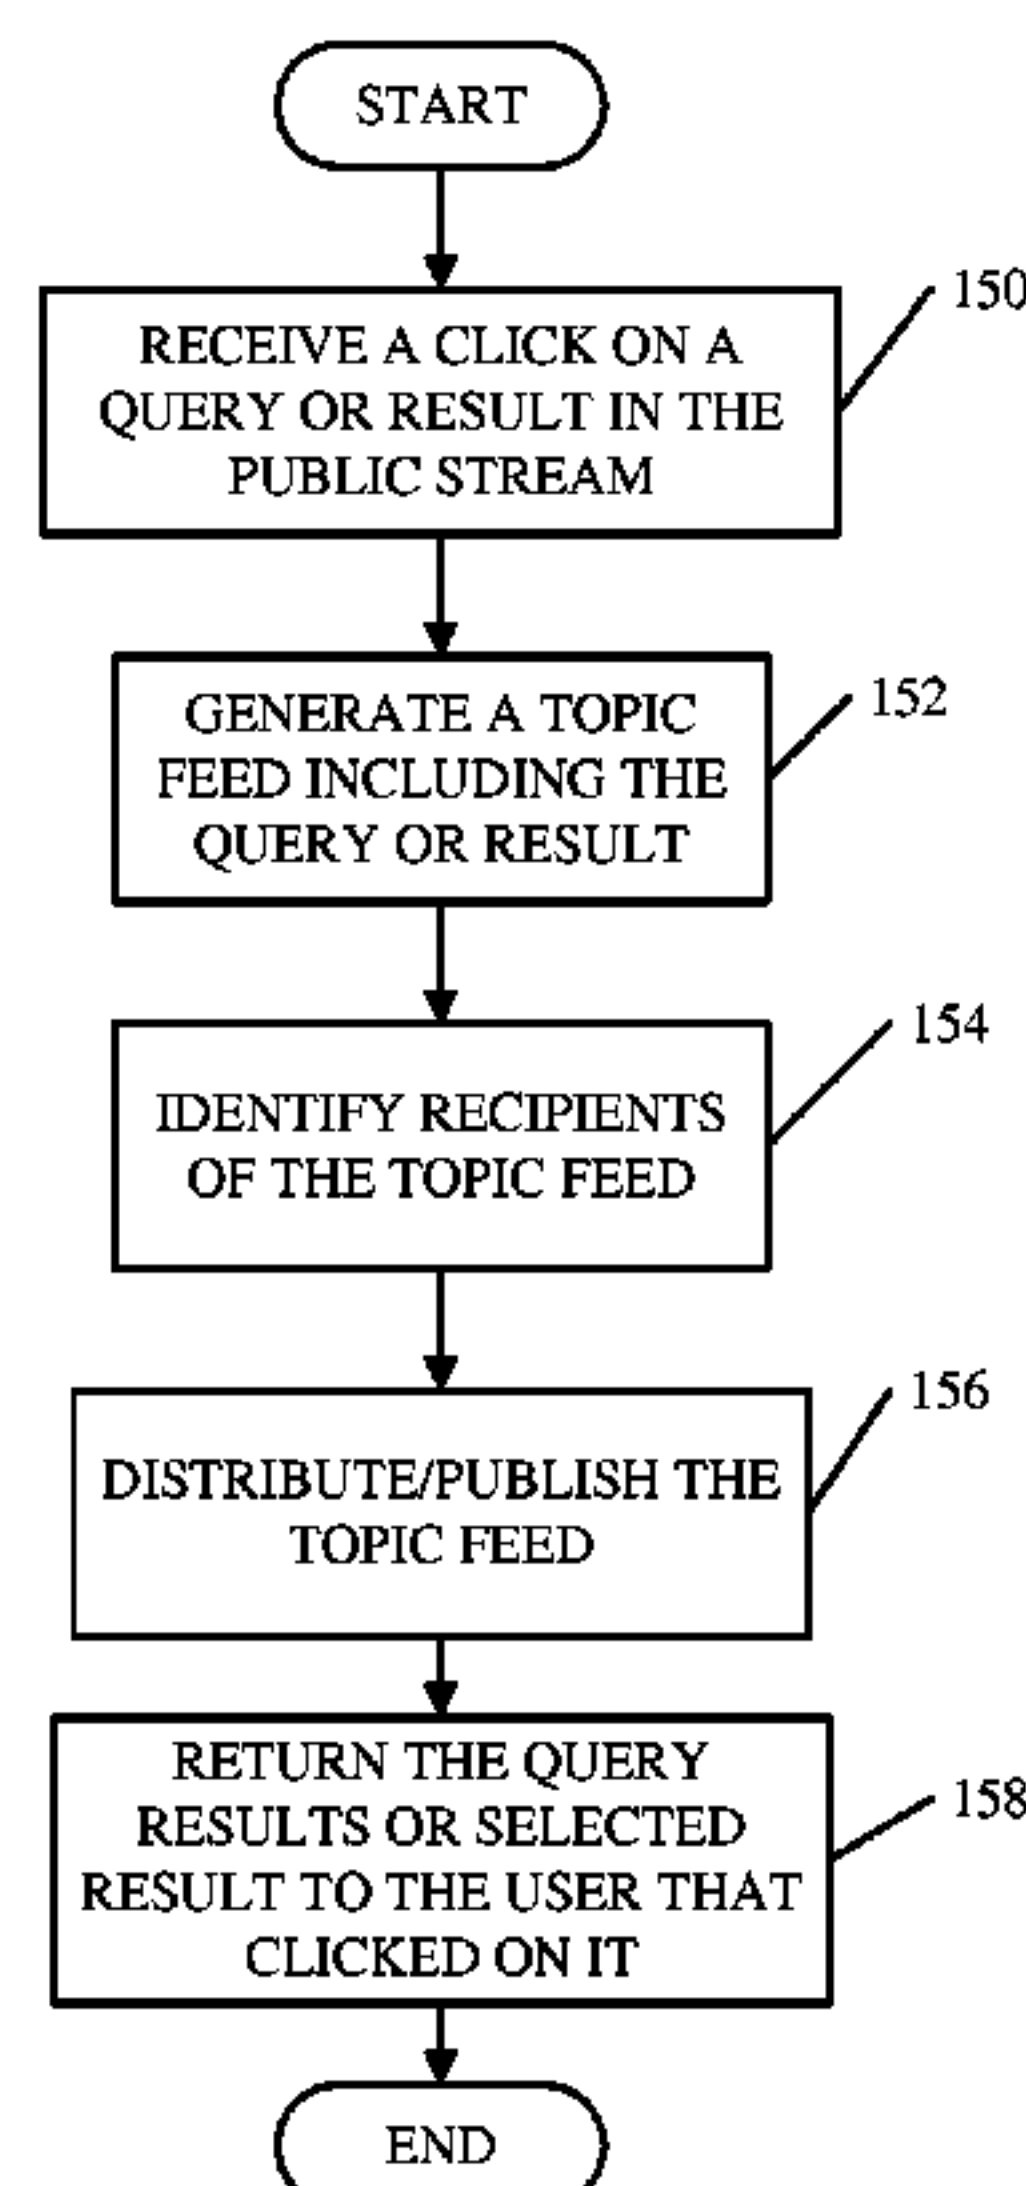 START
150
RECEIVE A CLICK ON A
QUERY OR RESULT IN THE
PUBLIC STREAM
152
GENERATE A TOPIC
FEED INCLUDING THE
QUERY OR RESULT
154
IDENTIFY RECIPIENTS
OF THE TOPIC FEED
156
DISTRIBUTE/PUBLISH THE
TOPIC FEED
158
RETURN THE QUERY
RESULTS OR SELECTED
RESULT TO THE USER THAT
CLICKED ON IT
END